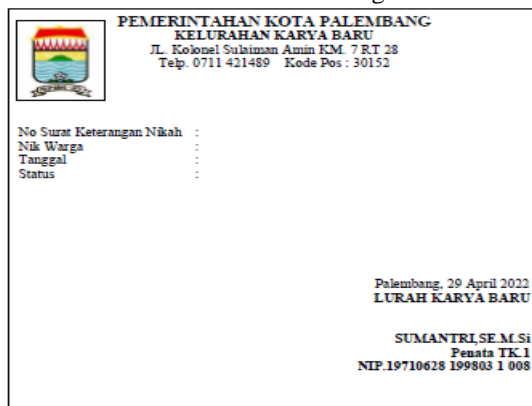 PEMERINTAHAN KOTA PALEMBANG
KELURAHAN KARYA BARU
JL. Kolonel Sulaiman Amin KM. 7 RT 28
Telp. 0711 421489 Kode Pos : 30152
No Surat Keterangan Nikah :
Nik Warga :
Tanggal :
Status :
Palembang, 29 April 2022
LURAH KARYA BARU
SUMANTRI,SE.M.Si
Penata TK.1
NIP.19710628 199803 1 008